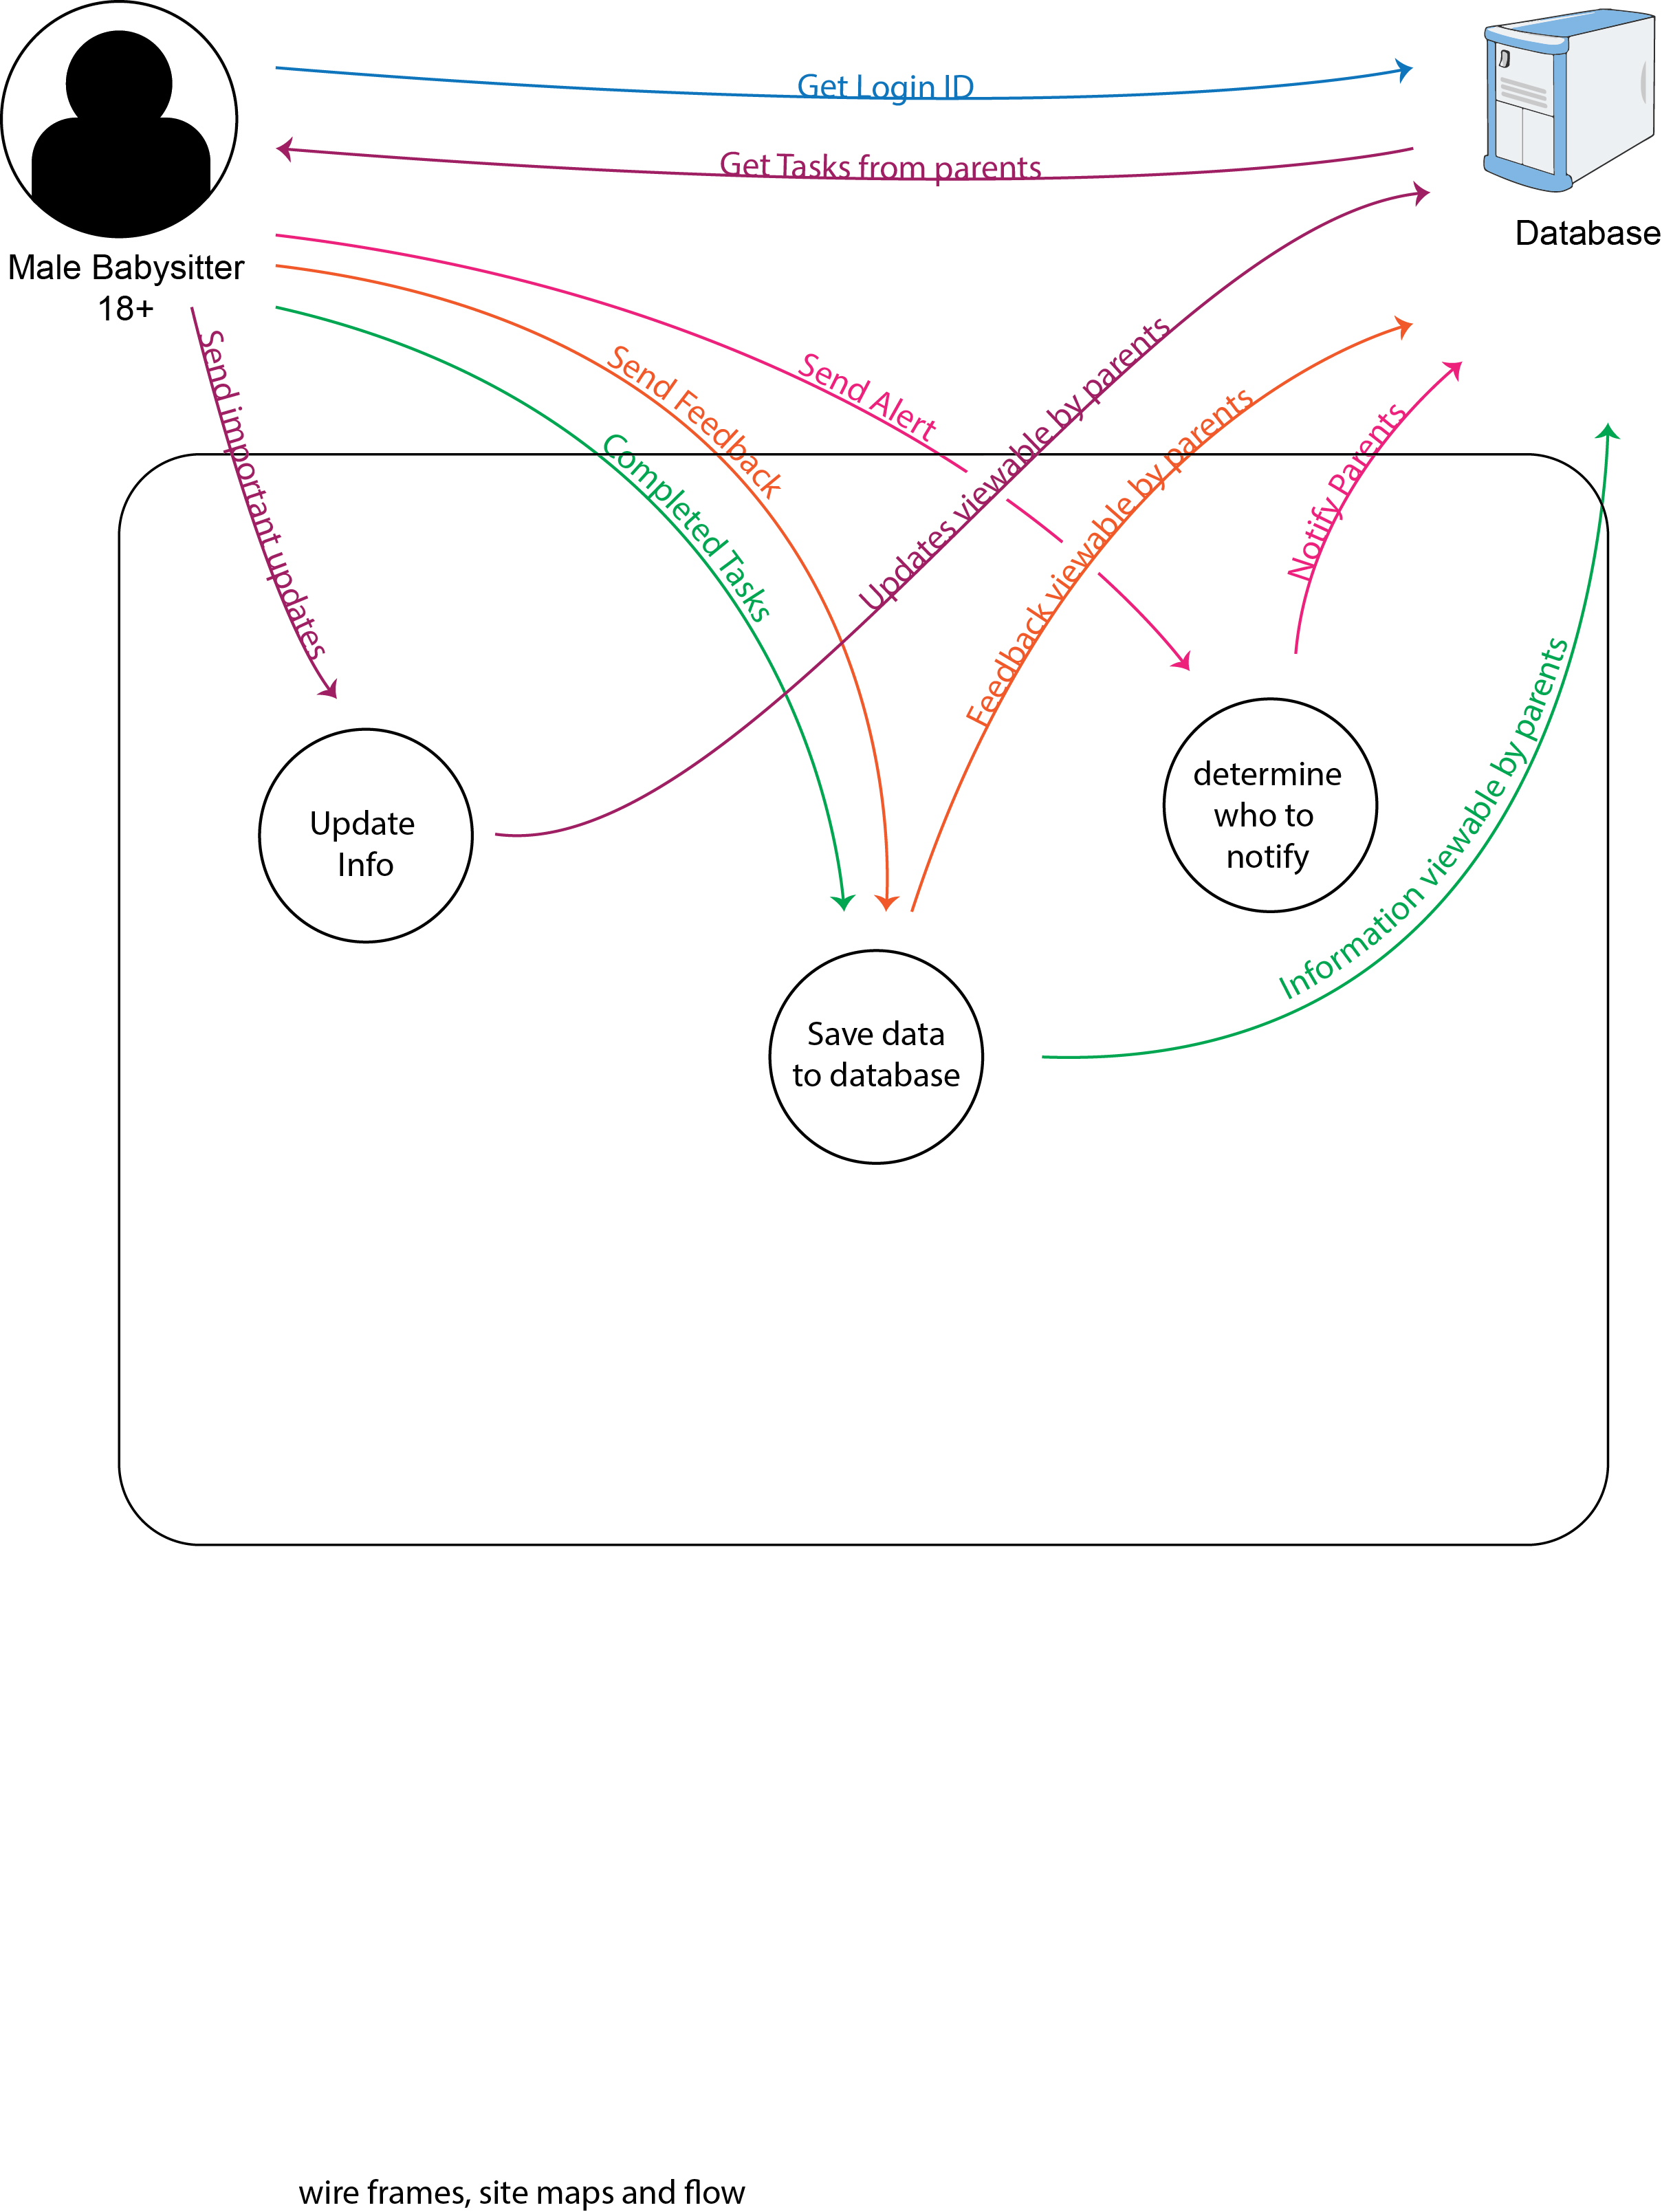 Get Login ID
Get Tasks from parents
Database
Male Babysitter
18+
Send important updates
Send Feedback
Send Alert
Completed Tasks
Updates viewable by parents
Feedback viewable by parents
Notify Parents
Information viewable by parents
Update
Info
determine
who to
notify
Save data
to database
wire frames, site maps and flow